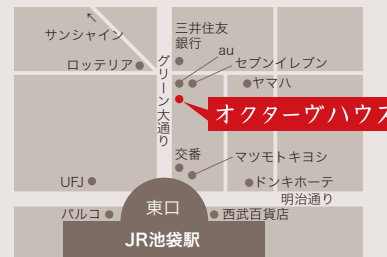 ↖
サンシャイン
三井住友
銀行
au
セブンイレブン
ロッテリア
グリーン大通り
ヤマハ
オクターヴハウス
交番
マツモトキヨシ
UFJ
ドンキホーテ
明治通り
パルコ
東口
西武百貨店
JR池袋駅